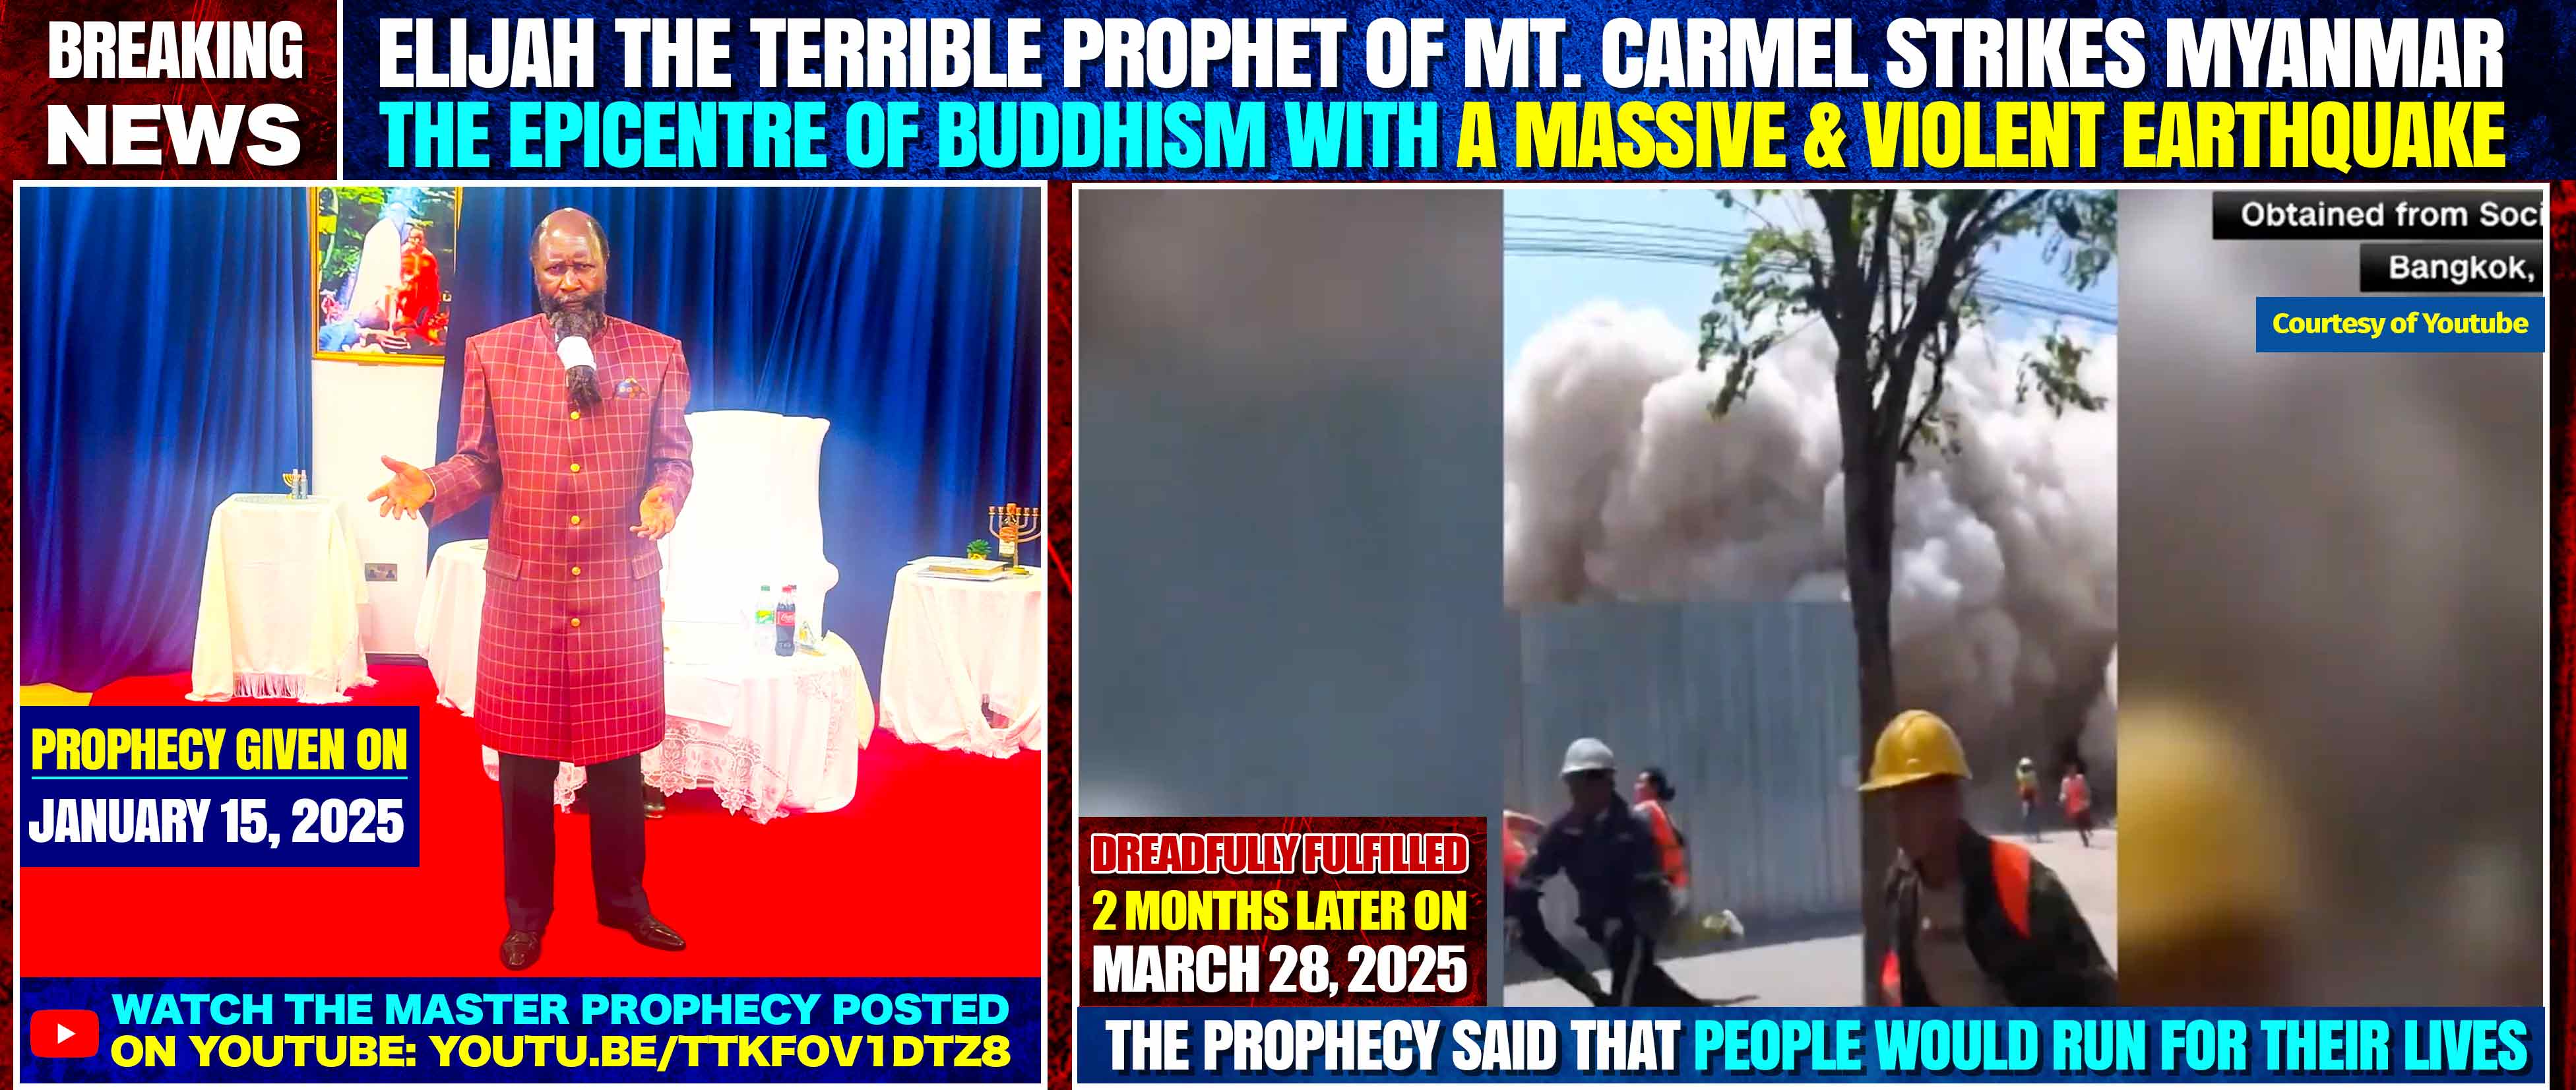 BREAKING
NEWS
ELIJAH THE TERRIBLE PROPHET OF MT. CARMEL STRIKES MYANMAR
THE EPICENTRE OF BUDDHISM WITH A MASSIVE & VIOLENT EARTHQUAKE
Obtained from Soci
Bangkok,
Courtesy of Youtube
PROPHECY GIVEN ON
JANUARY 15, 2025
WATCH THE MASTER PROPHECY POSTED
ON YOUTUBE: YOUTU.BE/TTKFOV1DTZ8
DREADFULLY FULFILLED
2 MONTHS LATER ON
MARCH 28, 2025
THE PROPHECY SAID THAT PEOPLE WOULD RUN FOR THEIR LIVES